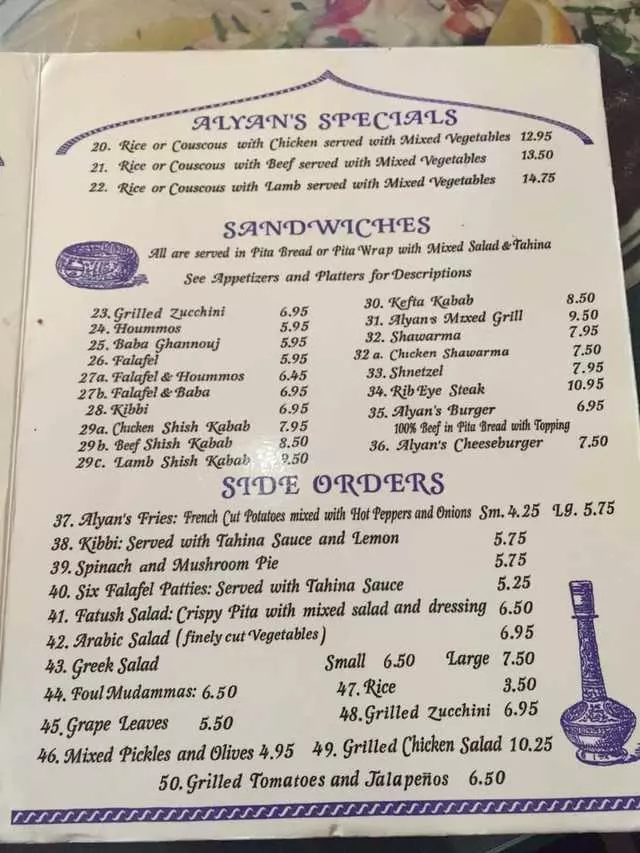 ALYAN'S SPECIALS
20. Rice or Couscous with Chicken served with Mixed Vegetables 12.95
21. Rice or Couscous with Beef served with Mixed Vegetables 13.50
22. Rice or Couscous with Lamb served with Mixed Vegetables 14.75
SANDWICHES
All are served in Pita Bread or Pita Wrap with Mixed Salad & Tahina
See Appetizers and Platters for Descriptions
23. Grilled Zucchini 6.95
24. Hoummos 5.95
25. Baba Ghannouj 5.95
26. Falafel 5.95
27a. Falafel & Hoummos 6.45
27b. Falafel & Baba 6.95
28. Kibbi 6.95
29a. Chicken Shish Kabab 7.95
29b. Beef Shish Kabab 8.50
29c. Lamb Shish Kabab .50
30. Kefta Kabab 8.50
31. Alyan's Mixed Grill 9.50
32. Shawarma 7.95
32 a. Chicken Shawarma 7.50
33. Shnetzel 7.95
34. Rib Eye Steak 10.95
35. Alyan's Burger 6.95
100% Beef in Pita Bread with Topping
36. Alyan's Cheeseburger 7.50
SIDE ORDERS
37. Alyan's Fries: French Cut Potatoes mixed with Hot Peppers and Onions Sm. 4.25 Lg. 5.75
38. Kibbi: Served with Tahina Sauce and Lemon 5.75
39. Spinach and Mushroom Pie 5.75
40. Six Falafel Patties: Served with Tahina Sauce 5.25
41. Fatush Salad: Crispy Pita with mixed salad and dressing 6.50
42. Arabic Salad (finely cut Vegetables) 6.95
43. Greek Salad Small 6.50 Large 7.50
44. Foul Mudammas: 6.50 47. Rice 3.50
45. Grape Leaves 5.50 48. Grilled Zucchini 6.95
46. Mixed Pickles and Olives 4.95 49. Grilled Chicken Salad 10.25
50. Grilled Tomatoes and Jalapeños 6.50